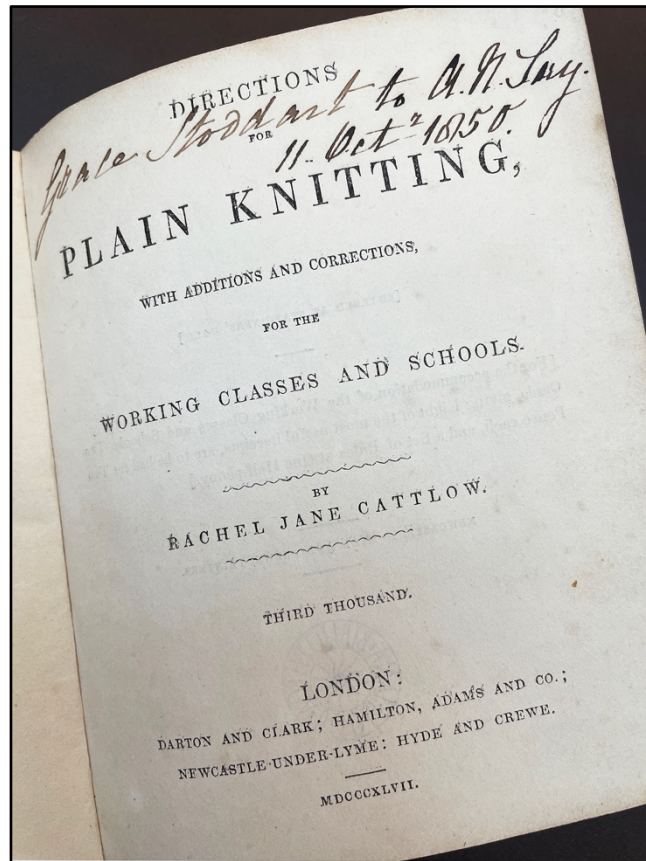 DIRECTIONS
Grace Stoddart to A. N.
FOR
11.. Octr 1850.
PLAIN KNITTING,
WITH ADDITIONS AND CORRECTIONS,
FOR THE
WORKING CLASSES AND SCHOOLS.
BY
RACHEL JANE CATTLOW.
THIRD THOUSAND.
LONDON:
DARTON AND CLARK; HAMILTON, ADAMS AND CO.;
NEWCASTLE-UNDER-LYME: HYDE AND CREWE.
MDCCCXLVII.